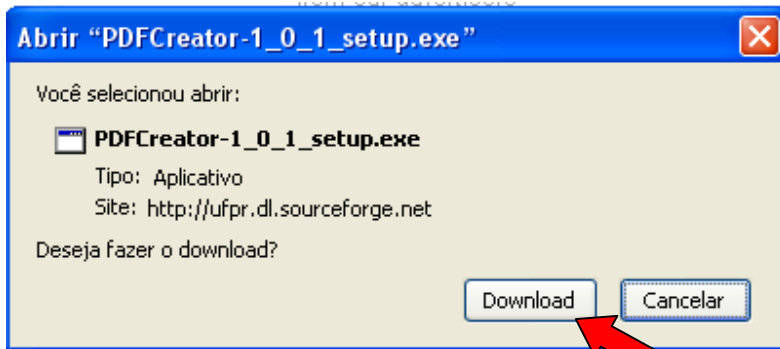 Abrir “PDFCreator-1_0_1_setup.exe”
Você selecionou abrir:
PDFCreator-1_0_1_setup.exe
Tipo: Aplicativo
Site: http://ufpr.dl.sourceforge.net
Deseja fazer o download?
Download Cancelar